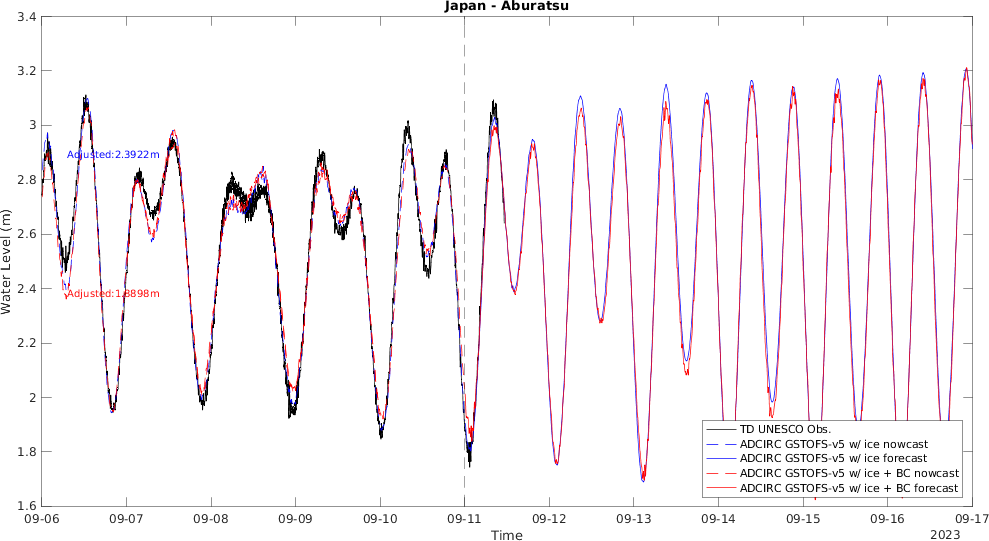 Japan - Aburatsu
3.4
3.2
3
2.8
2.6
2.4
2.2
2
1.8
1.6
Water Level (m)
Adjusted:2.3922m
Adjusted:1.8898m
TD UNESCO Obs.
ADCIRC GSTOFS-v5 w/ ice nowcast
ADCIRC GSTOFS-v5 w/ ice forecast
ADCIRC GSTOFS-v5 w/ ice + BC nowcast
ADCIRC GSTOFS-v5 w/ ice + BC forecast
09-06 09-07 09-08 09-09 09-10 09-11 09-12 09-13 09-14 09-15 09-16 09-17
Time
2023